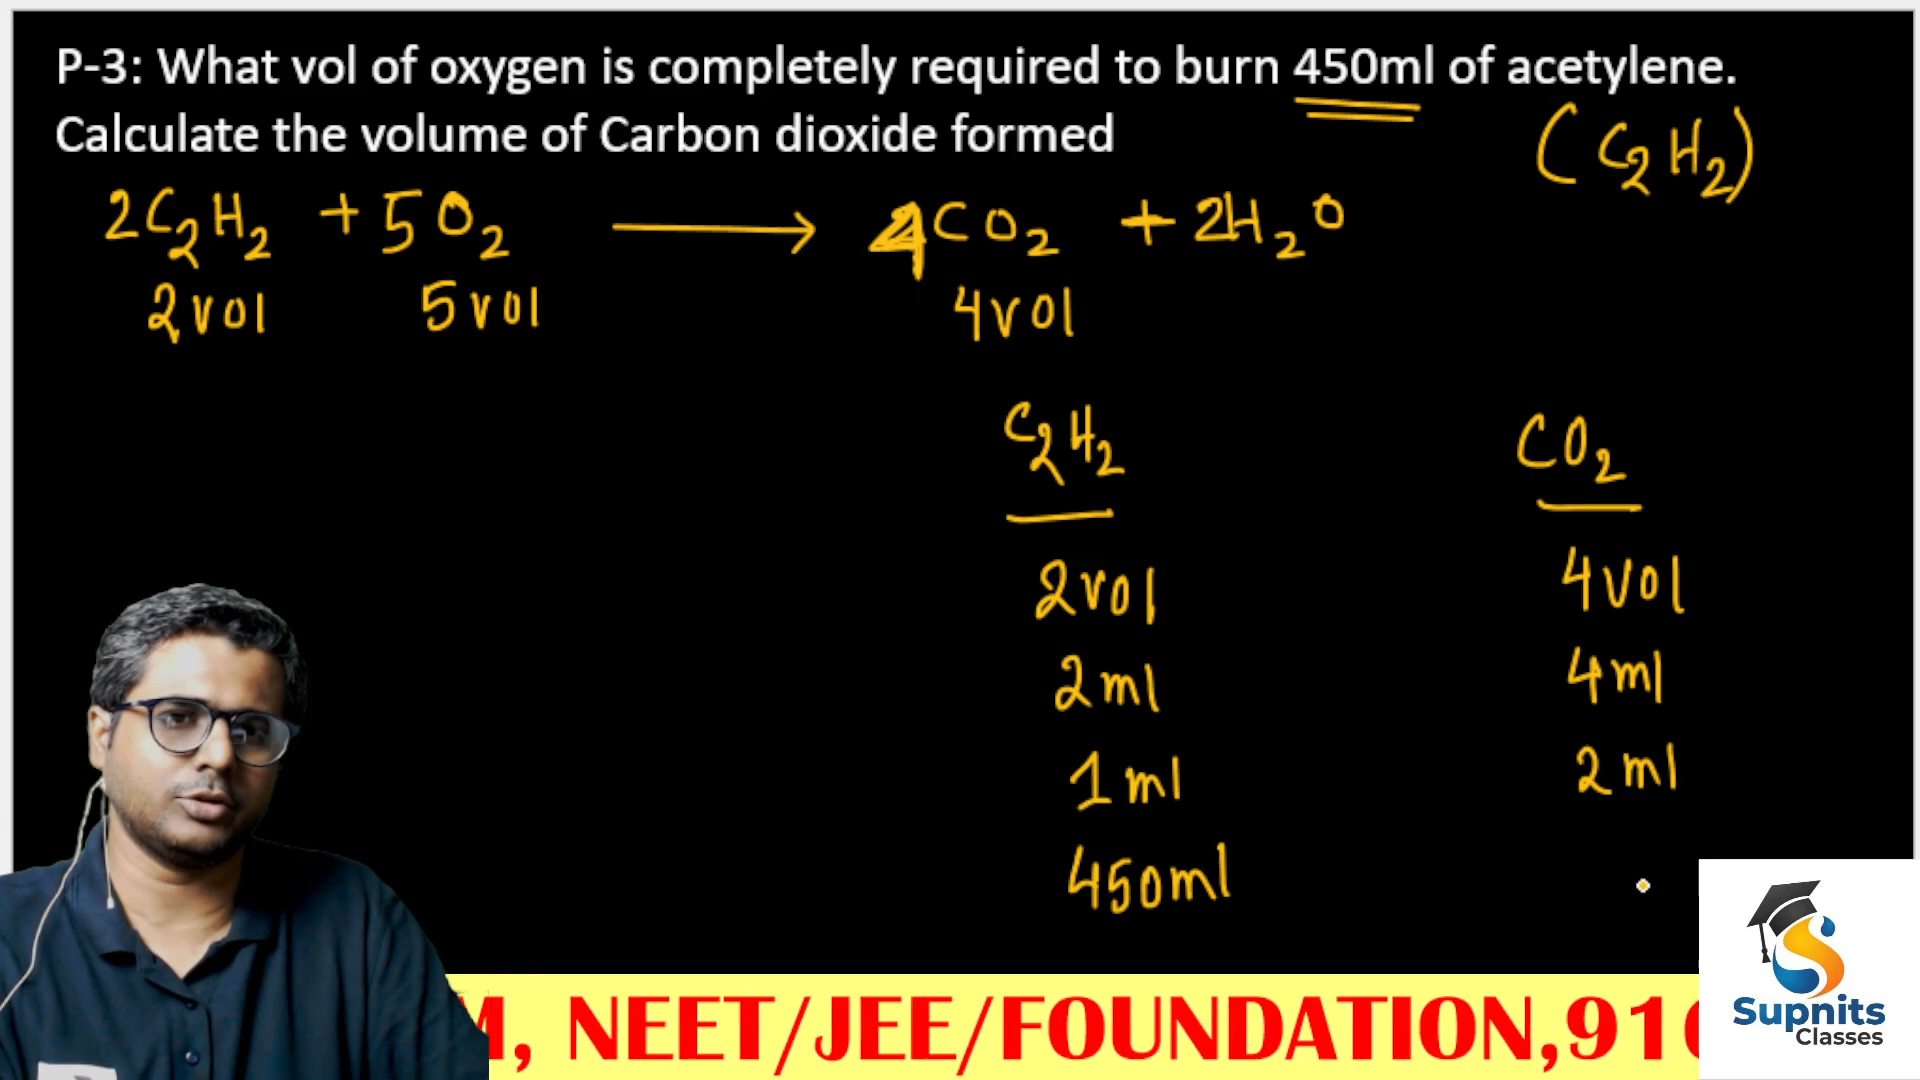 P-3: What vol of oxygen is completely required to burn 450ml of acetylene.
Calculate the volume of Carbon dioxide formed
(C2H2)
2C2H2 + 5O2 ⟶ 4CO2 + 2H2O
2vol 5vol 4vol
C2H2 CO2
2vol 4vol
2ml 4ml
1ml 2ml
450ml
M, NEET/JEE/FOUNDATION,91
Supnits
Classes